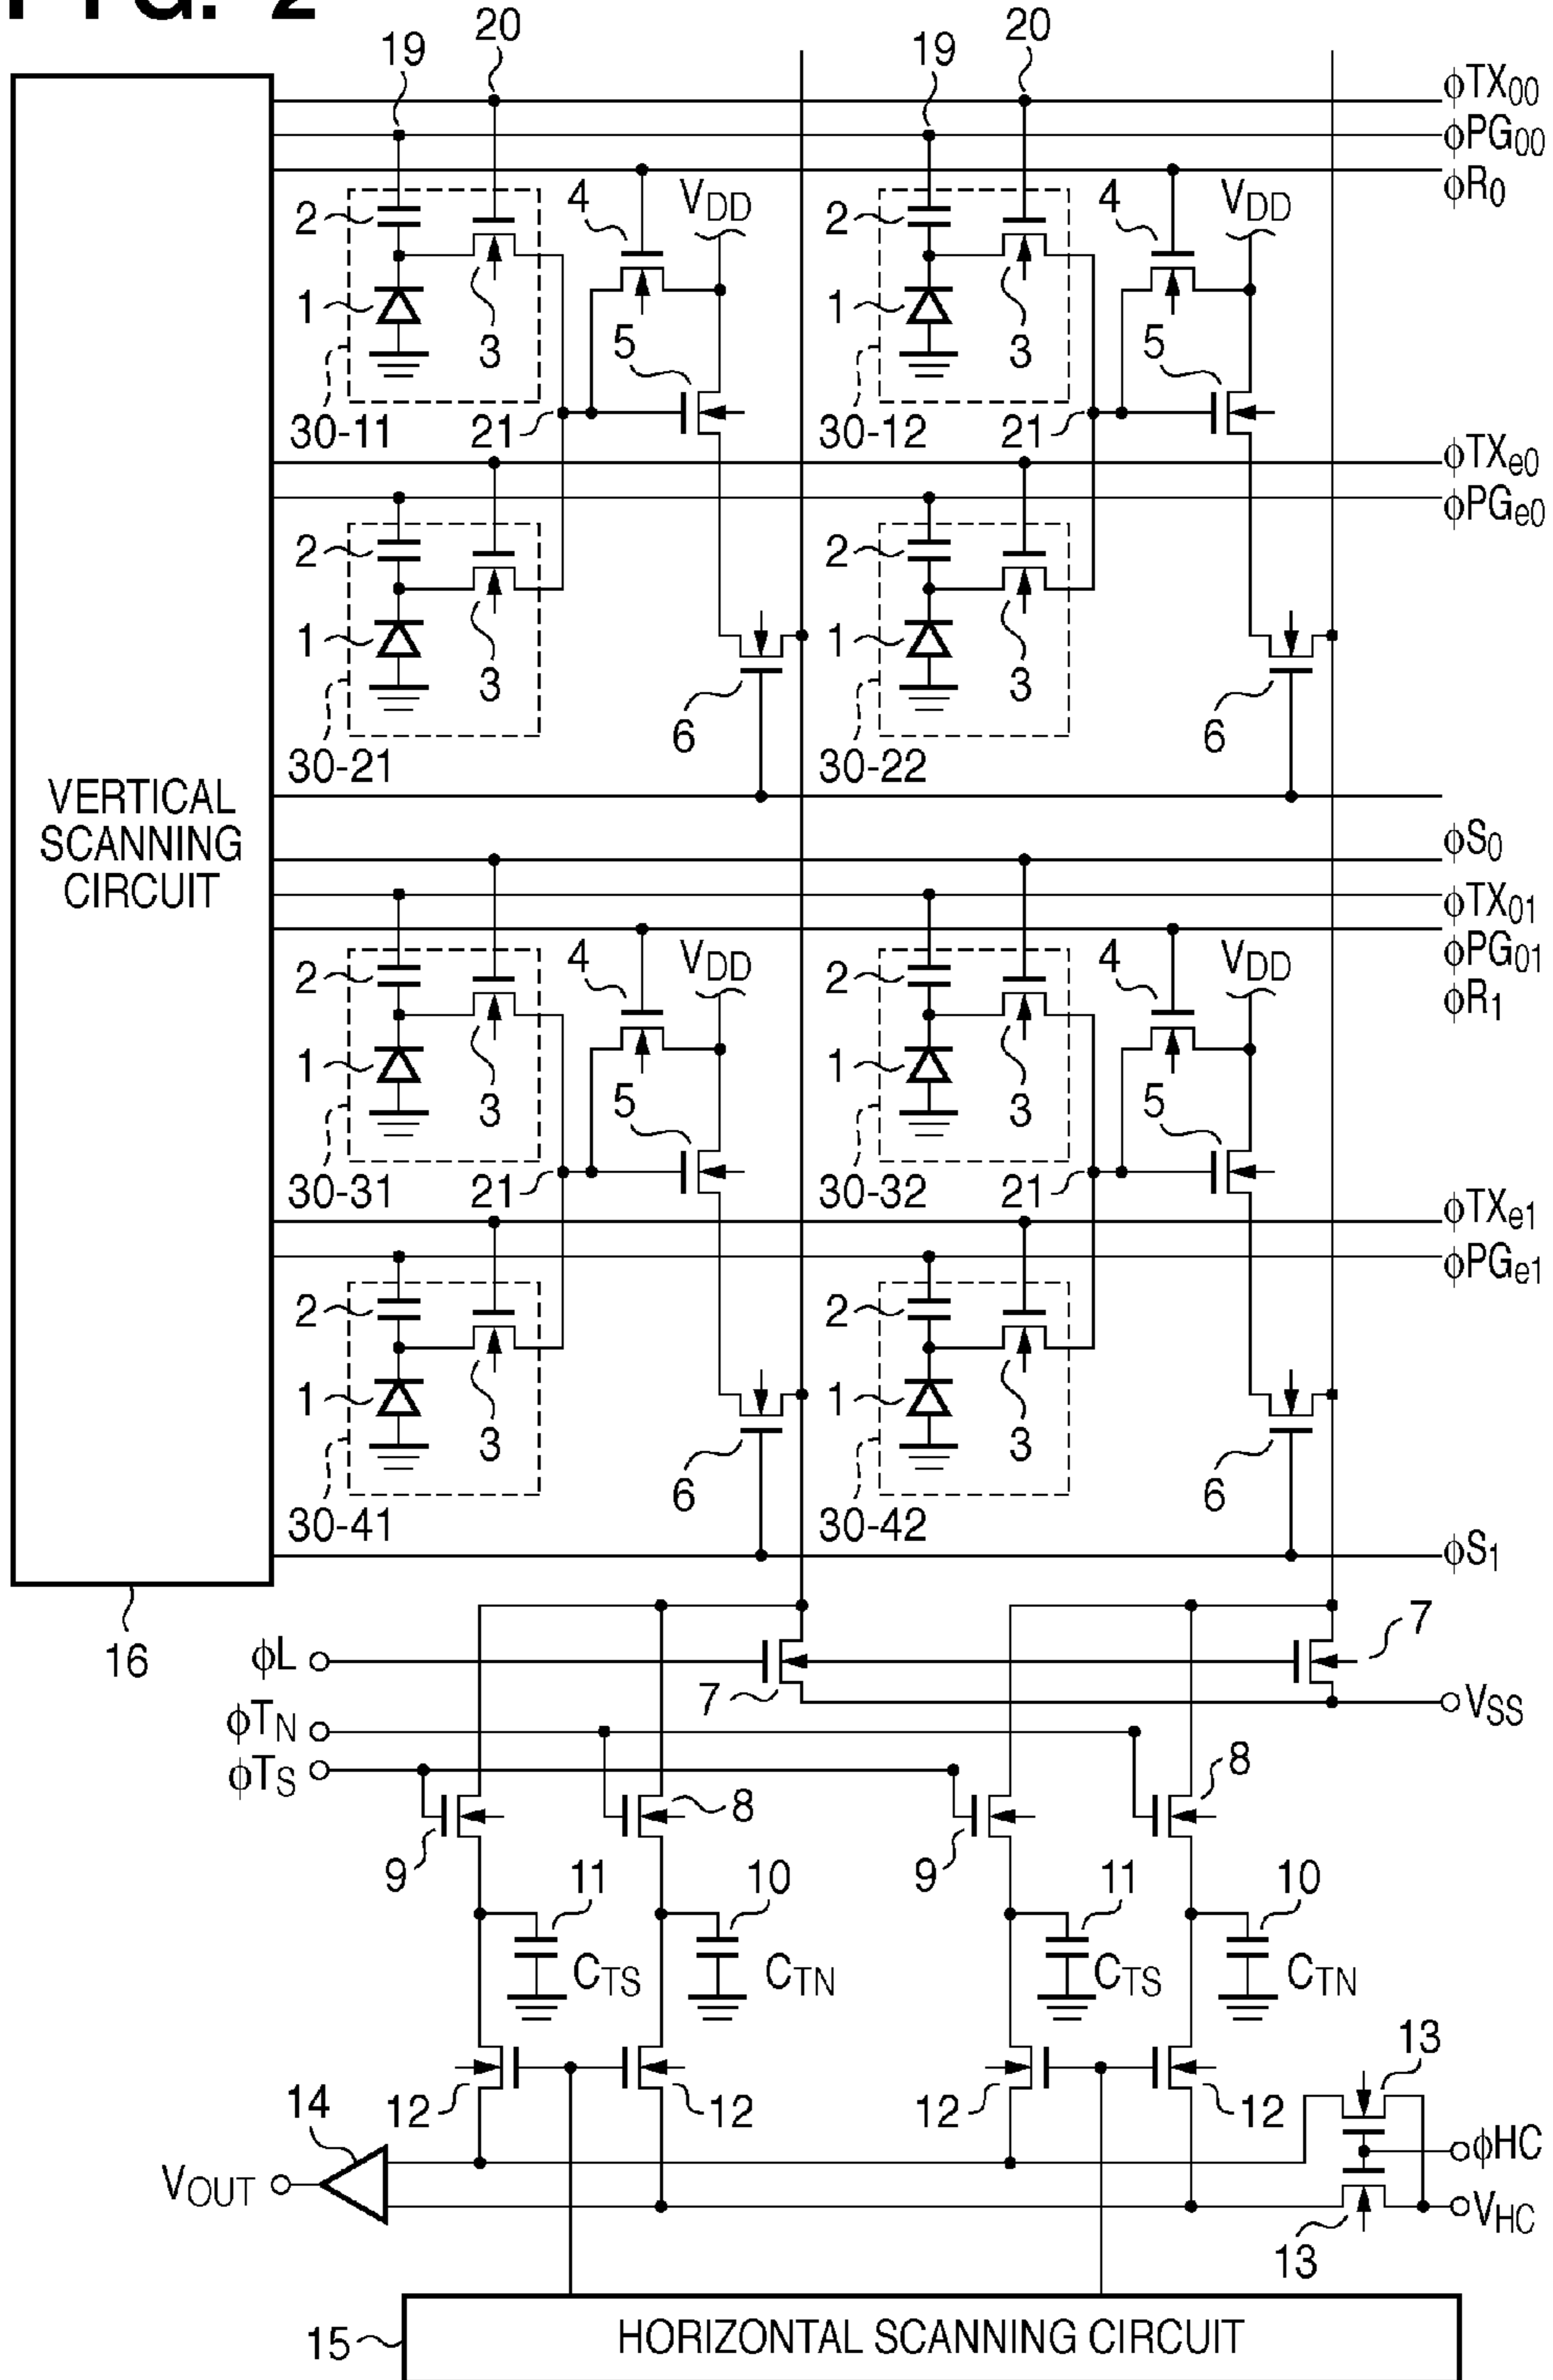 FIG. 2
19 20 19 20
ϕTX00
ϕPG00
ϕR0
2 4 VDD 2 4 VDD
1 3 5 1 3 5
30-11 21 30-12 21
ϕTXe0
ϕPGe0
2 2
1 3 1 3
6 6
30-21 30-22
VERTICAL
SCANNING
CIRCUIT
ϕS0
ϕTX01
ϕPG01
ϕR1
2 4 VDD 2 4 VDD
1 3 5 1 3 5
30-31 21 30-32 21
ϕTXe1
ϕPGe1
2 2
1 3 1 3
6 6
30-41 30-42
ϕS1
16
ϕL 7 7
VSS
ϕTN
ϕTS
8 8
9 9
11 10 11 10
CTS CTN CTS CTN
13
12 12 12 12
14
ϕHC
VOUT
VHC
13
15 HORIZONTAL SCANNING CIRCUIT